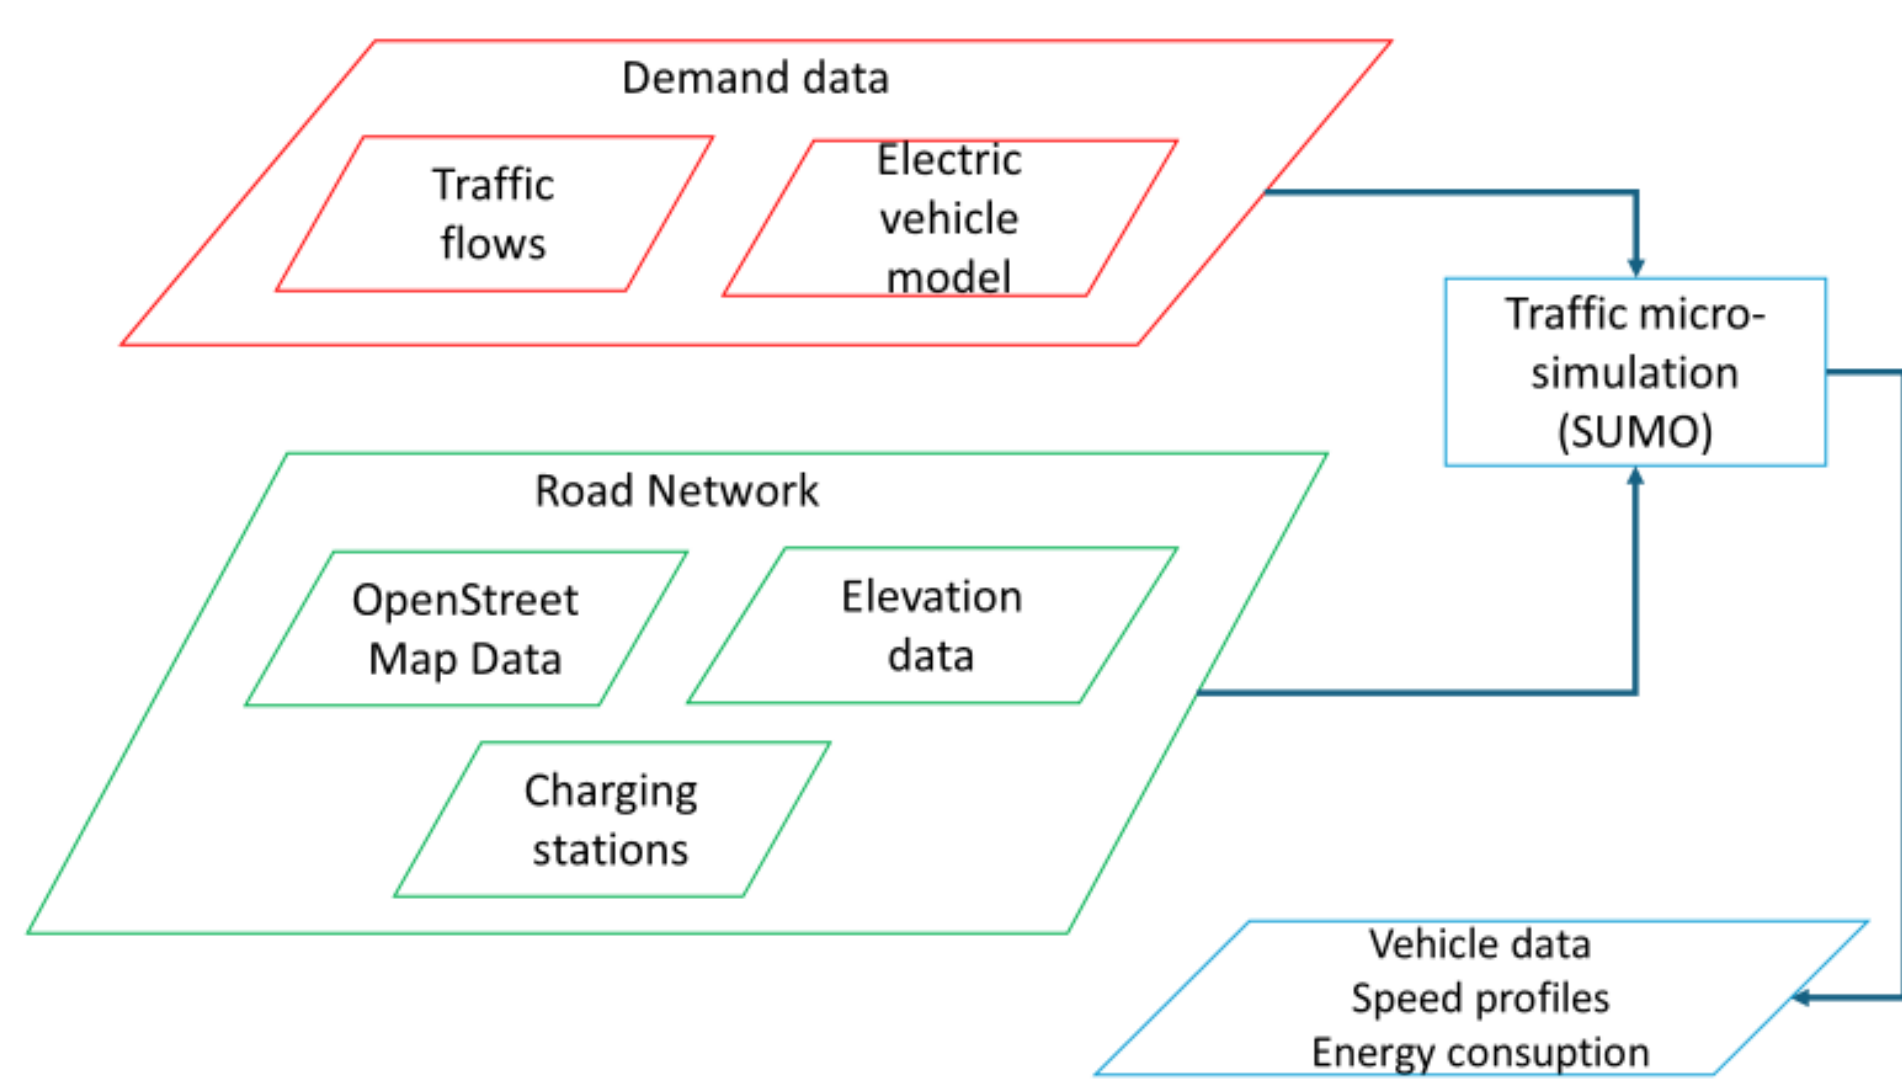 Demand data
Traffic
flows
Electric
vehicle
model
Traffic micro-
simulation
(SUMO)
Road Network
OpenStreet
Map Data
Elevation
data
Charging
stations
Vehicle data
Speed profiles
Energy consuption